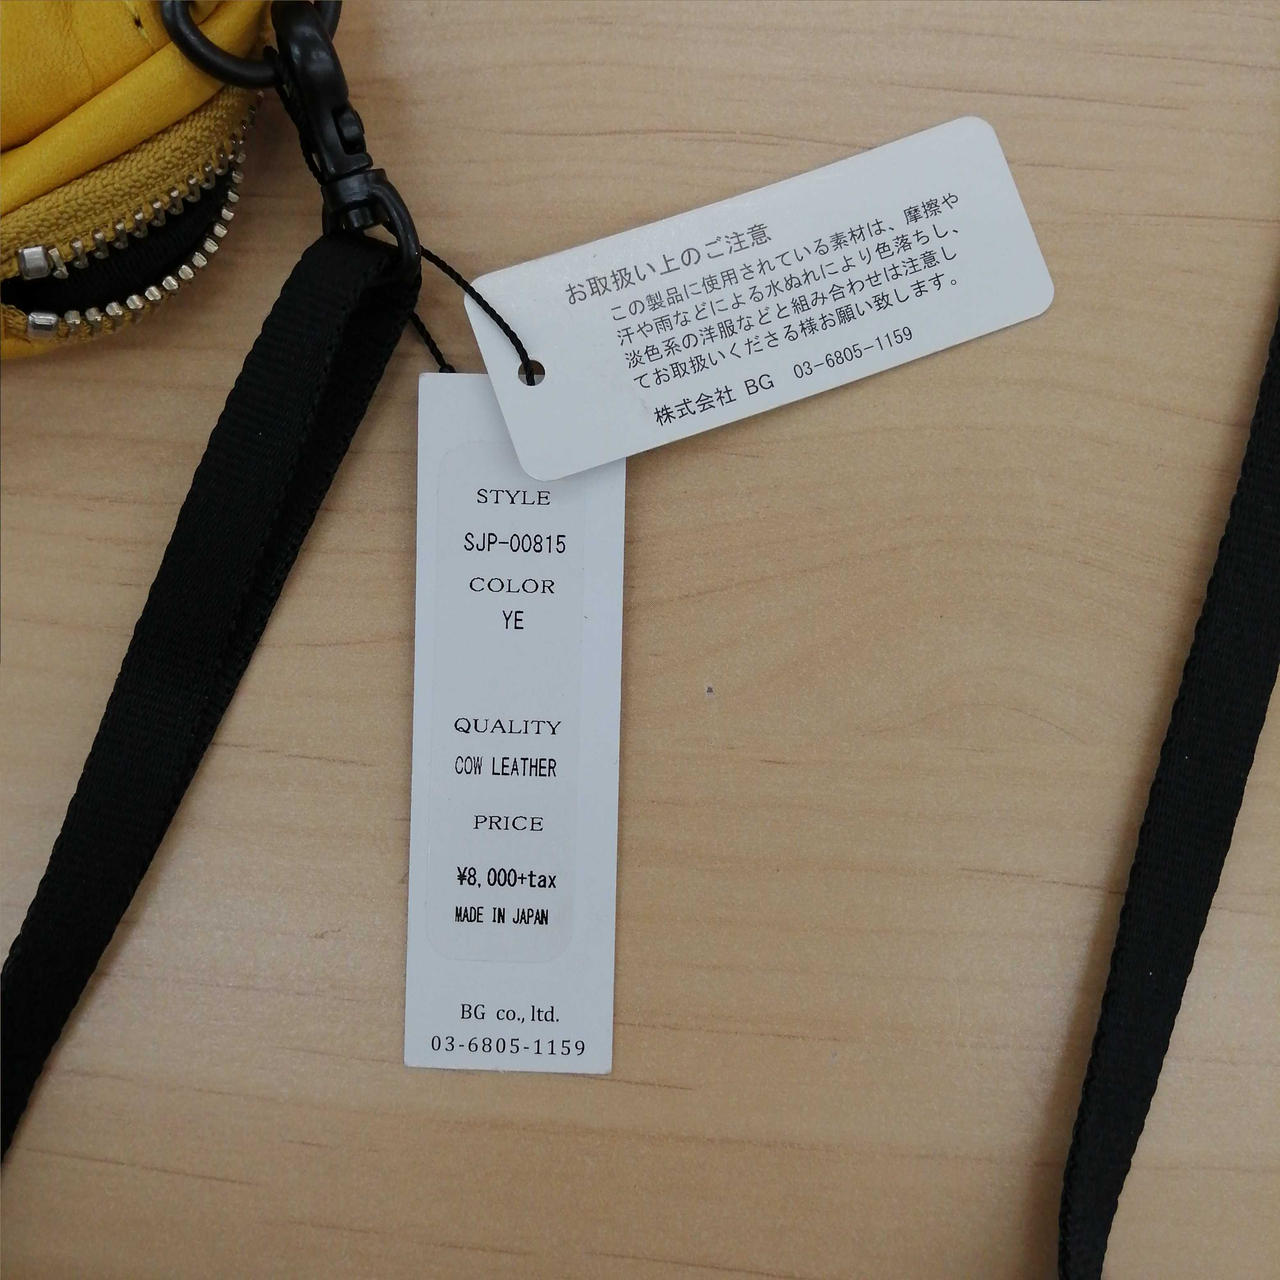 お取扱い上のご注意
この製品に使用されている素材は、摩擦や
汗や雨などによる水ぬれにより色落ちし、
淡色系の洋服などと組み合わせは注意し
てお取扱いくださる様お願い致します。
株式会社 BG 03-6805-1159
STYLE
SJP-00815
COLOR
YE
QUALITY
COW LEATHER
PRICE
¥8,000+tax
MADE IN JAPAN
BG co., ltd.
03-6805-1159